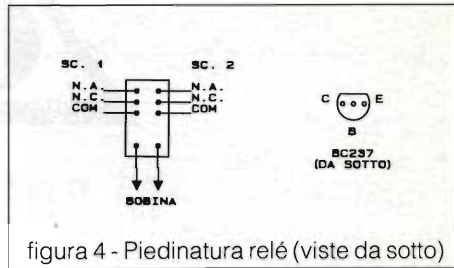 SC. 1 SC. 2
N.A. N.A.
N.C. N.C.
COM COM
C E
B
BC237
(DA SOTTO)
BOBINA
figura 4 - Piedinatura relé (viste da sotto)